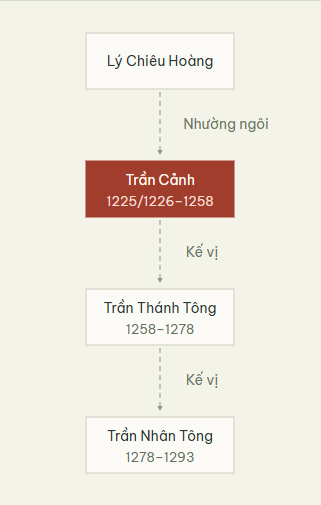 Lý Chiêu Hoàng
Nhường ngôi
Trần Cảnh
1225/1226–1258
Kế vị
Trần Thánh Tông
1258–1278
Kế vị
Trần Nhân Tông
1278–1293